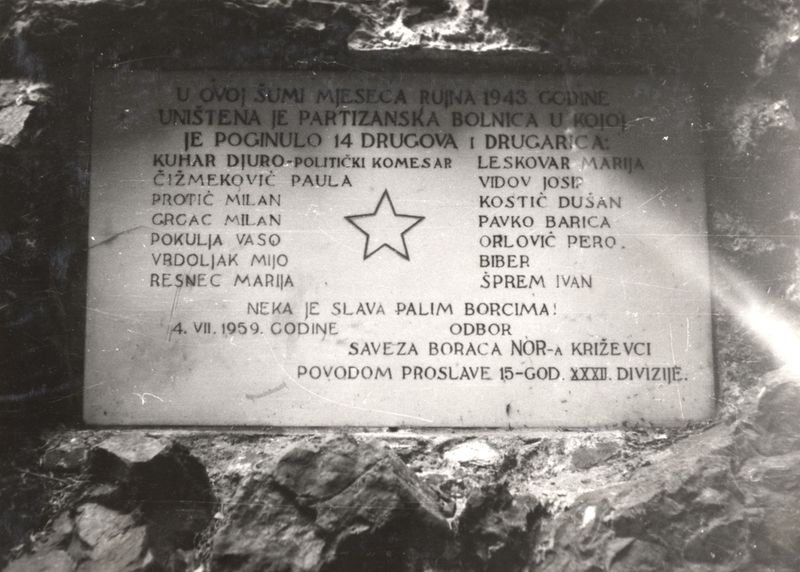 U OVOJ ŠUMI MJESECA RUJNA 1943. GODINE
UNIŠTENA JE PARTIZANSKA BOLNICA U KOJOJ
JE POGINULO 14 DRUGOVA I DRUGARICA:
KUHAR DJURO-POLITIČKI KOMESAR
ČIŽMEKOVIĆ PAULA
PROTIĆ MILAN
GRGAC MILAN
POKULJA VASO
VRDOLJAK MIJO
RESNEC MARIJA
LESKOVAR MARIJA
VIDOV JOSIP
KOSTIĆ DUŠAN
PAVKO BARICA
ORLOVIĆ PERO.
BIBER
ŠPREM IVAN
NEKA JE SLAVA PALIM BORCIMA!
4. VII. 1959. GODINE ODBOR
SAVEZA BORACA NOR-A KRIŽEVCI
POVODOM PROSLAVE 15-GOD. XXXII. DIVIZIJE.